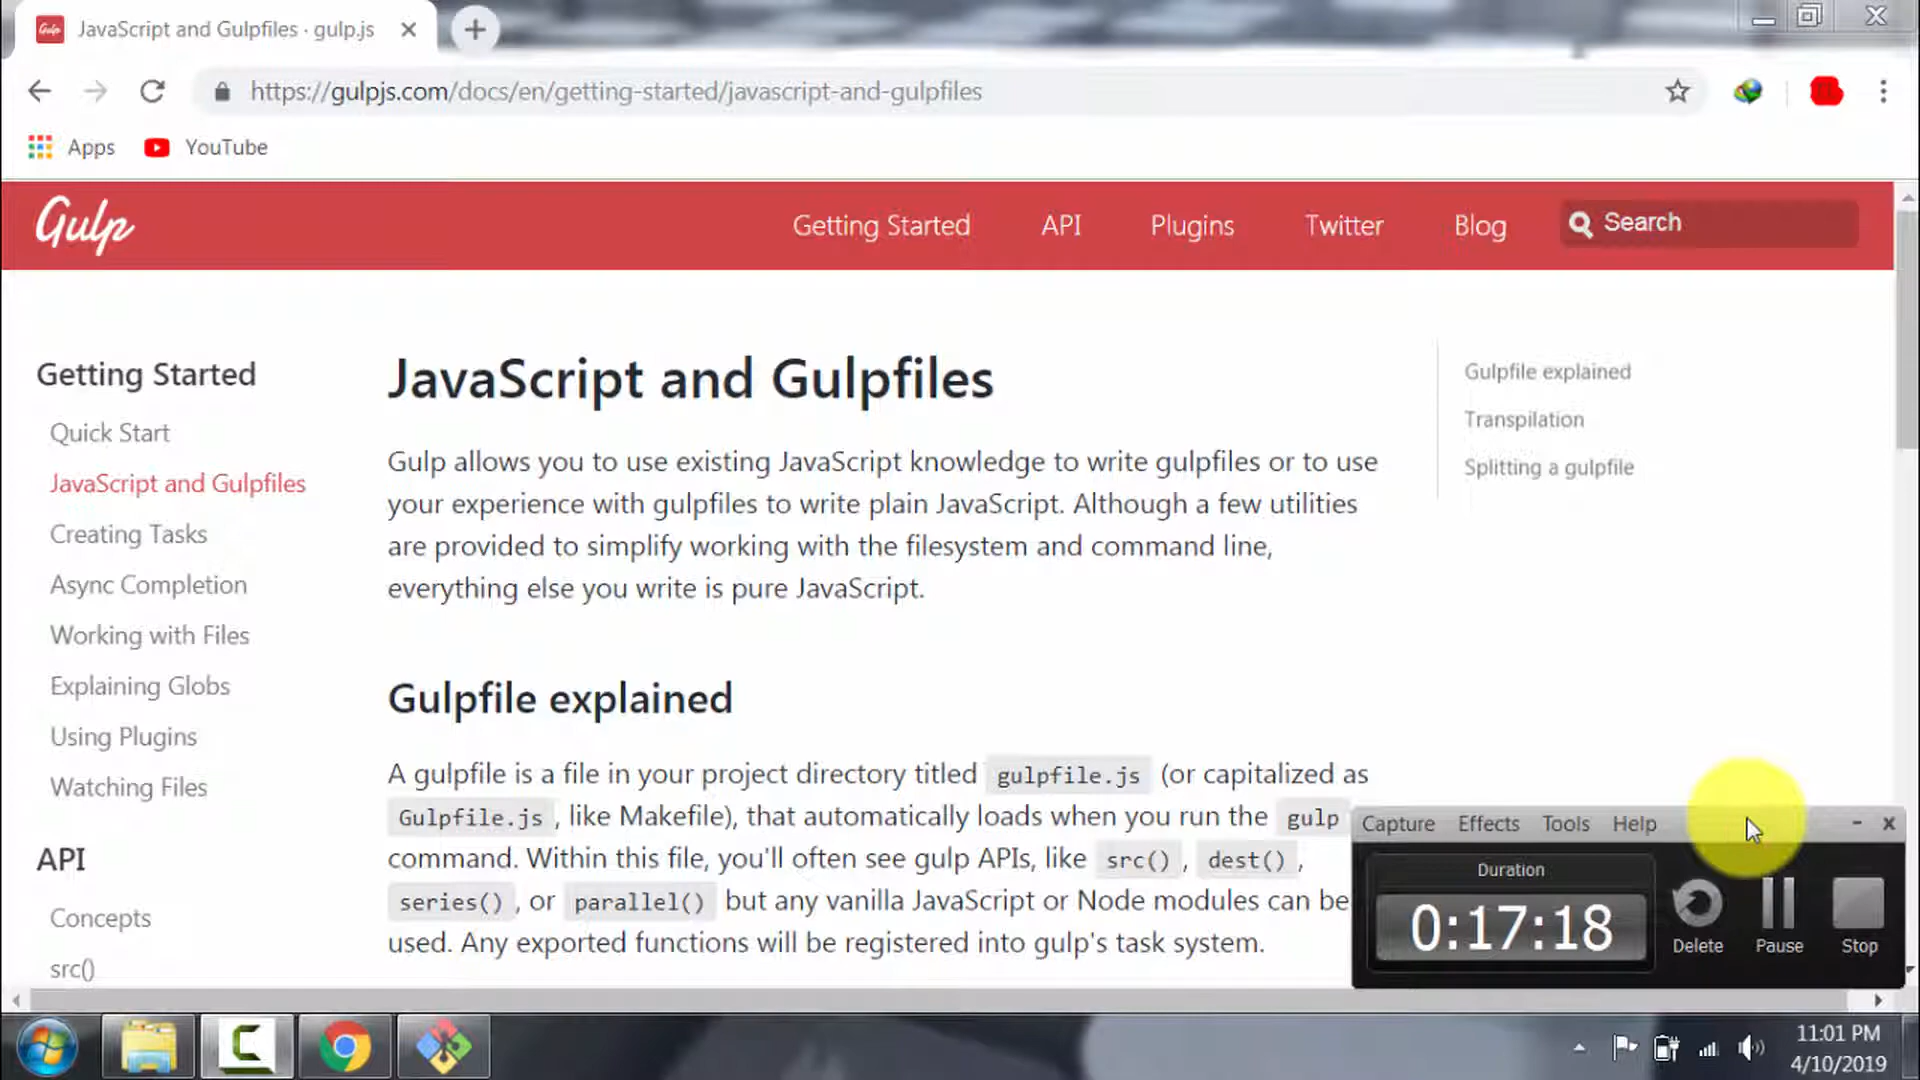 Gulp JavaScript and Gulpfiles · gulp.js
https://gulpjs.com/docs/en/getting-started/javascript-and-gulpfiles
Apps YouTube
Gulp Getting Started API Plugins Twitter Blog Search
Getting Started
Quick Start
JavaScript and Gulpfiles
Creating Tasks
Async Completion
Working with Files
Explaining Globs
Using Plugins
Watching Files
API
Concepts
src()
JavaScript and Gulpfiles
Gulp allows you to use existing JavaScript knowledge to write gulpfiles or to use
your experience with gulpfiles to write plain JavaScript. Although a few utilities
are provided to simplify working with the filesystem and command line,
everything else you write is pure JavaScript.
Gulpfile explained
A gulpfile is a file in your project directory titled gulpfile.js (or capitalized as
Gulpfile.js, like Makefile), that automatically loads when you run the gulp
command. Within this file, you'll often see gulp APIs, like src(), dest(),
series(), or parallel() but any vanilla JavaScript or Node modules can be
used. Any exported functions will be registered into gulp's task system.
Gulpfile explained
Transpilation
Splitting a gulpfile
Capture Effects Tools Help
Duration
0:17:18
Delete Pause Stop
11:01 PM
4/10/2019